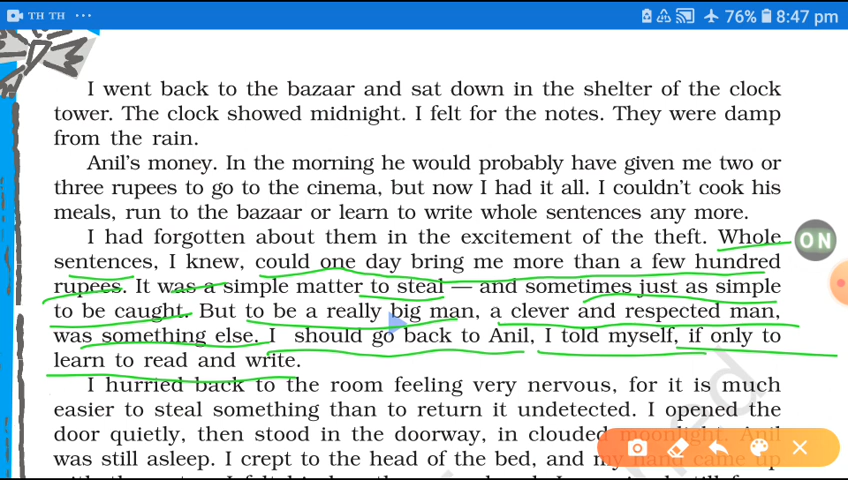 TH TH ... 76% 8:47 pm
I went back to the bazaar and sat down in the shelter of the clock
tower. The clock showed midnight. I felt for the notes. They were damp
from the rain.
Anil's money. In the morning he would probably have given me two or
three rupees to go to the cinema, but now I had it all. I couldn't cook his
meals, run to the bazaar or learn to write whole sentences any more.
I had forgotten about them in the excitement of the theft. Whole
ON
sentences, I knew, could one day bring me more than a few hundred
rupees. It was a simple matter to steal — and sometimes just as simple
to be caught. But to be a really big man, a clever and respected man,
was something else. I should go back to Anil, I told myself, if only to
learn to read and write.
I hurried back to the room feeling very nervous, for it is much
easier to steal something than to return it undetected. I opened the
door quietly, then stood in the doorway, in clouded moonlight. Anil
was still asleep. I crept to the head of the bed, and my hand came up